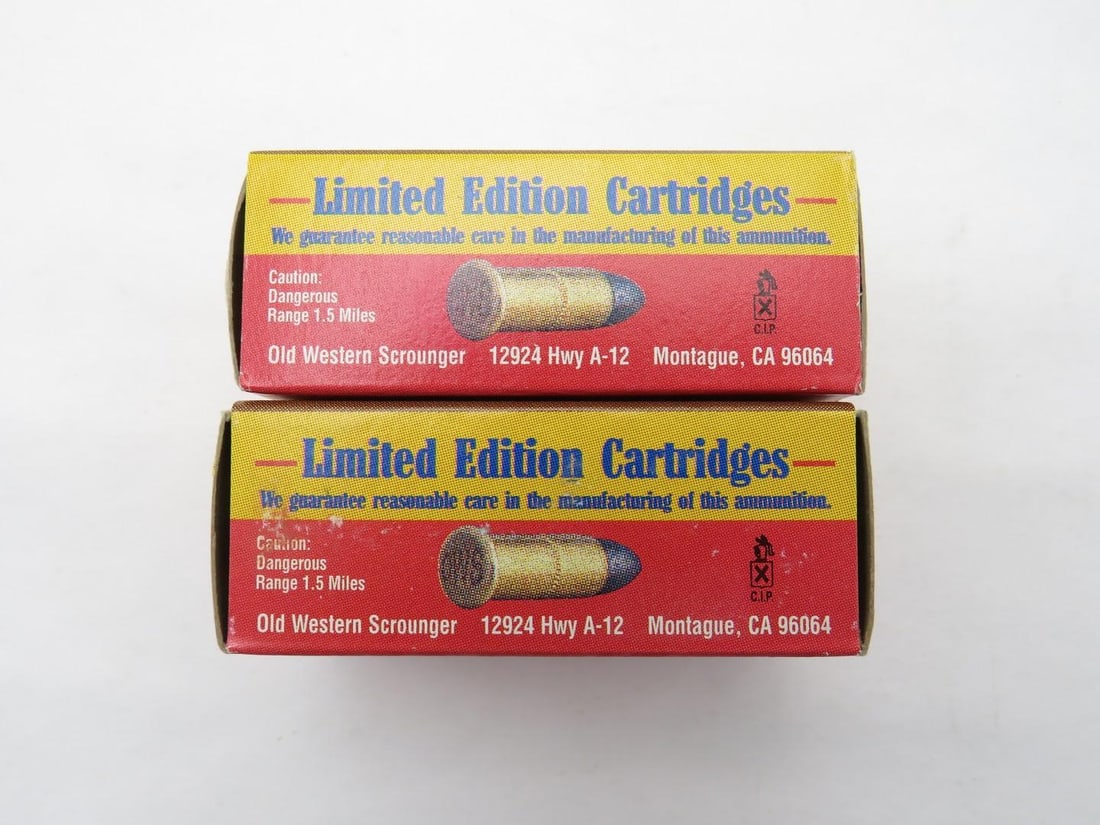 Limited Edition Cartridges
We guarantee reasonable care in the manufacturing of this ammunition.
Caution:
Dangerous
Range 1.5 Miles
C.I.P.
Old Western Scrounger 12924 Hwy A-12 Montague, CA 96064
Limited Edition Cartridges
We guarantee reasonable care in the manufacturing of this ammunition.
Caution:
Dangerous
Range 1.5 Miles
C.I.P.
Old Western Scrounger 12924 Hwy A-12 Montague, CA 96064